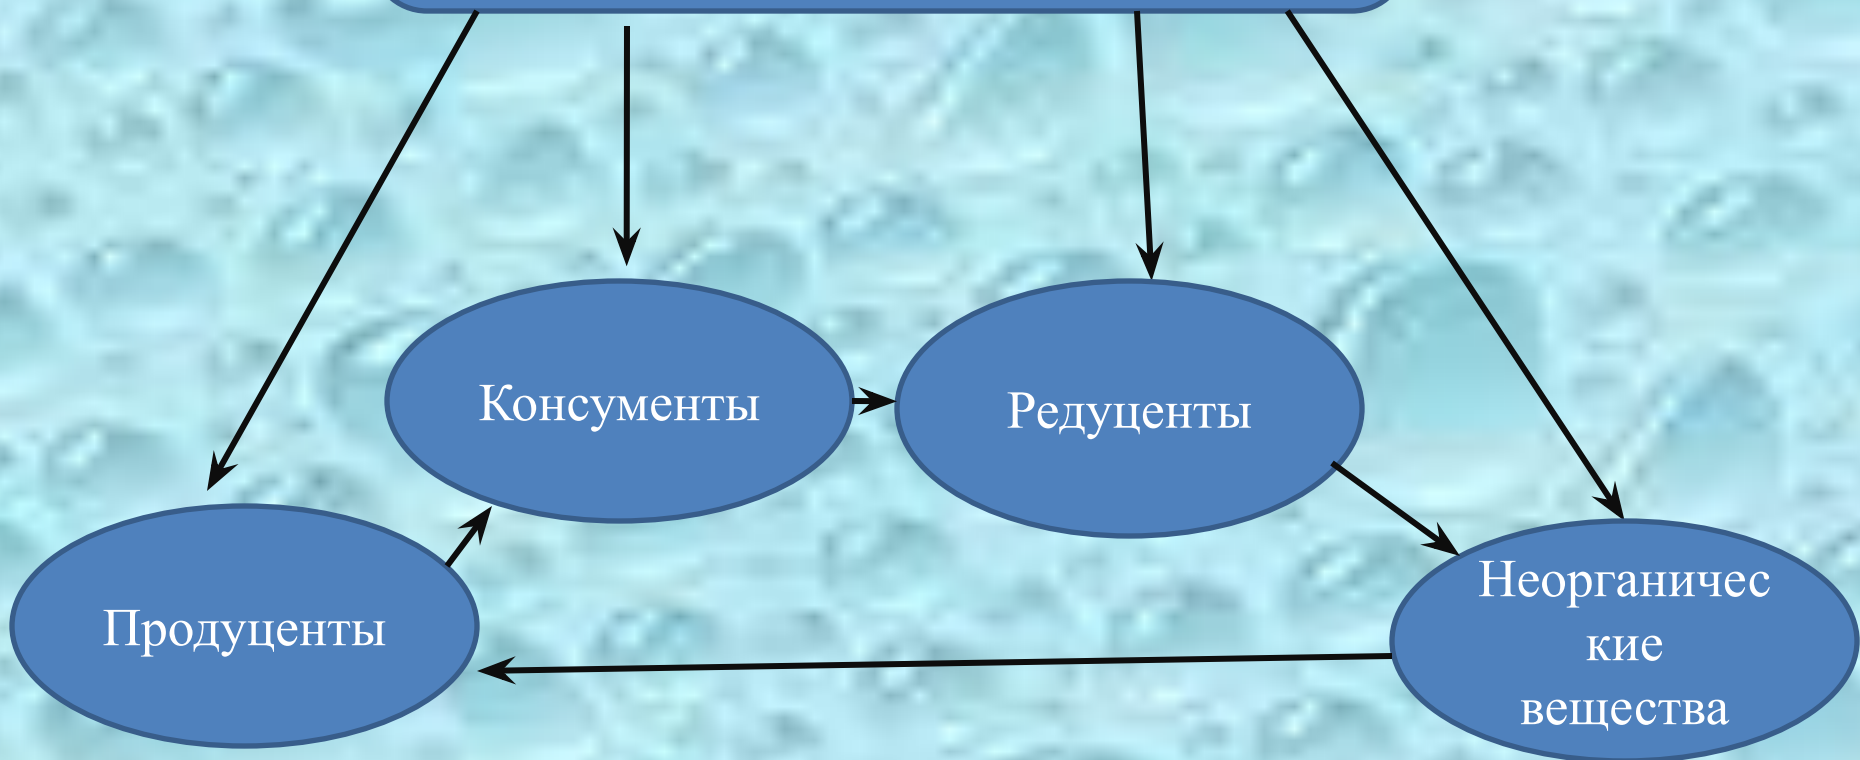 Консументы
Редуценты
Продуценты
Неорганичес
кие
вещества